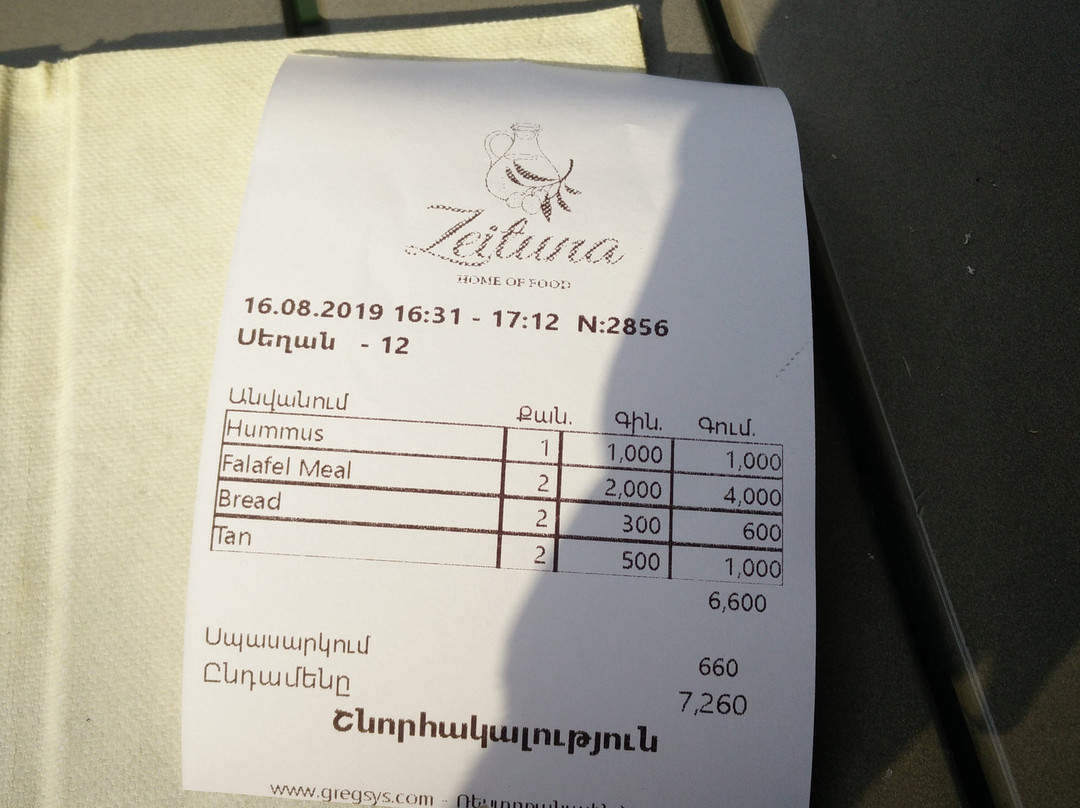 Zeituna
HOME OF FOOD
16.08.2019 16:31 - 17:12 N:2856
Սեղան - 12
Անվանում Քան. Գին. Գում.
Hummus 1 1,000 1,000
Falafel Meal 2 2,000 4,000
Bread 2 300 600
Tan 2 500 1,000
6,600
Սպասարկում 660
Ընդամենը 7,260
Շնորհակալություն
www.gregsys.com -